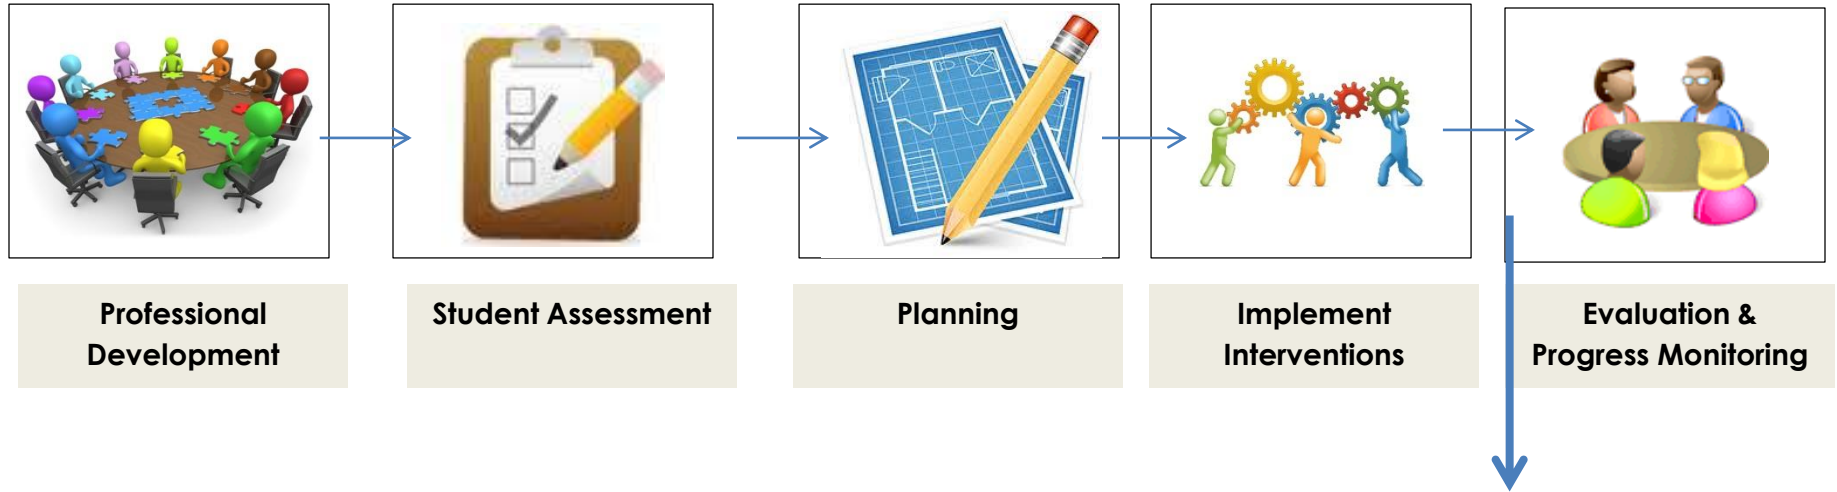 Professional
Development
Student Assessment
Planning
Implement
Interventions
Evaluation &
Progress Monitoring